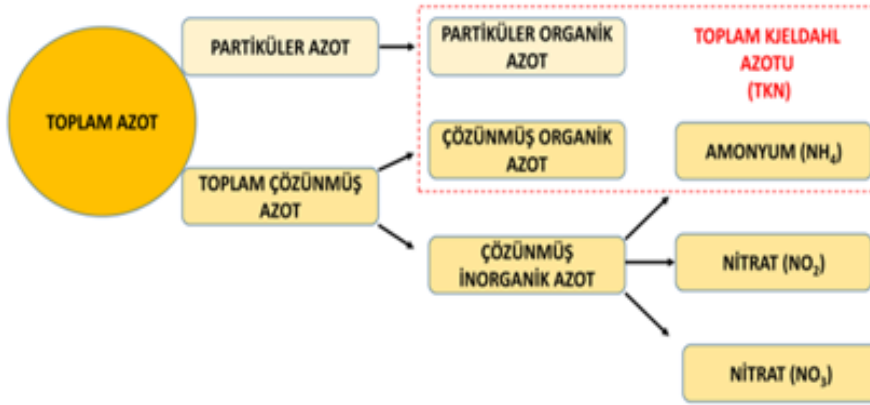 TOPLAM AZOT
PARTİKÜLER AZOT
PARTİKÜLER ORGANİK
AZOT
TOPLAM KJELDAHL
AZOTU
(TKN)
TOPLAM ÇÖZÜNMÜŞ
AZOT
ÇÖZÜNMÜŞ ORGANİK
AZOT
AMONYUM (NH₄)
ÇÖZÜNMÜŞ
İNORGANİK AZOT
NİTRAT (NO₂)
NİTRAT (NO₃)